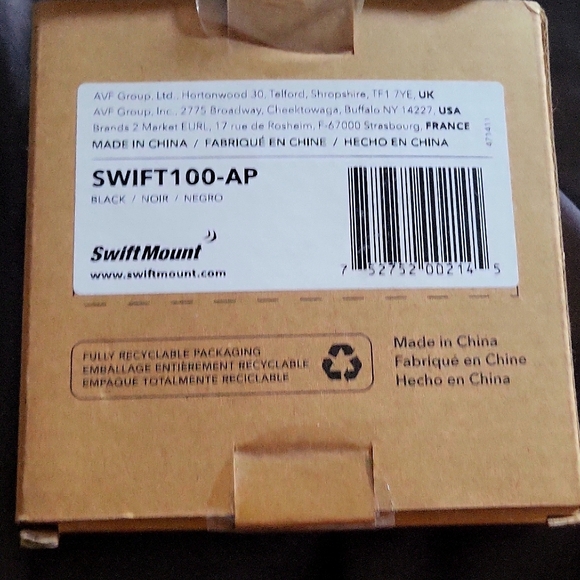 AVF Group, Ltd., Hortonwood 30, Telford, Shropshire, TF1 7YE, UK
AVF Group, Inc., 2775 Broadway, Cheektowaga, Buffalo NY 14227, USA
Brands 2 Market EURL, 17 rue de Rosheim, F-67000 Strasbourg, FRANCE
MADE IN CHINA / FABRIQUÉ EN CHINE / HECHO EN CHINA
471411
SWIFT100-AP
BLACK / NOIR / NEGRO
SwiftMount
www.swiftmount.com
7 52752 00214 5
FULLY RECYCLABLE PACKAGING
EMBALLAGE ENTIÈREMENT RECYCLABLE
EMPAQUE TOTALMENTE RECICLABLE
Made in China
Fabriqué en Chine
Hecho en China